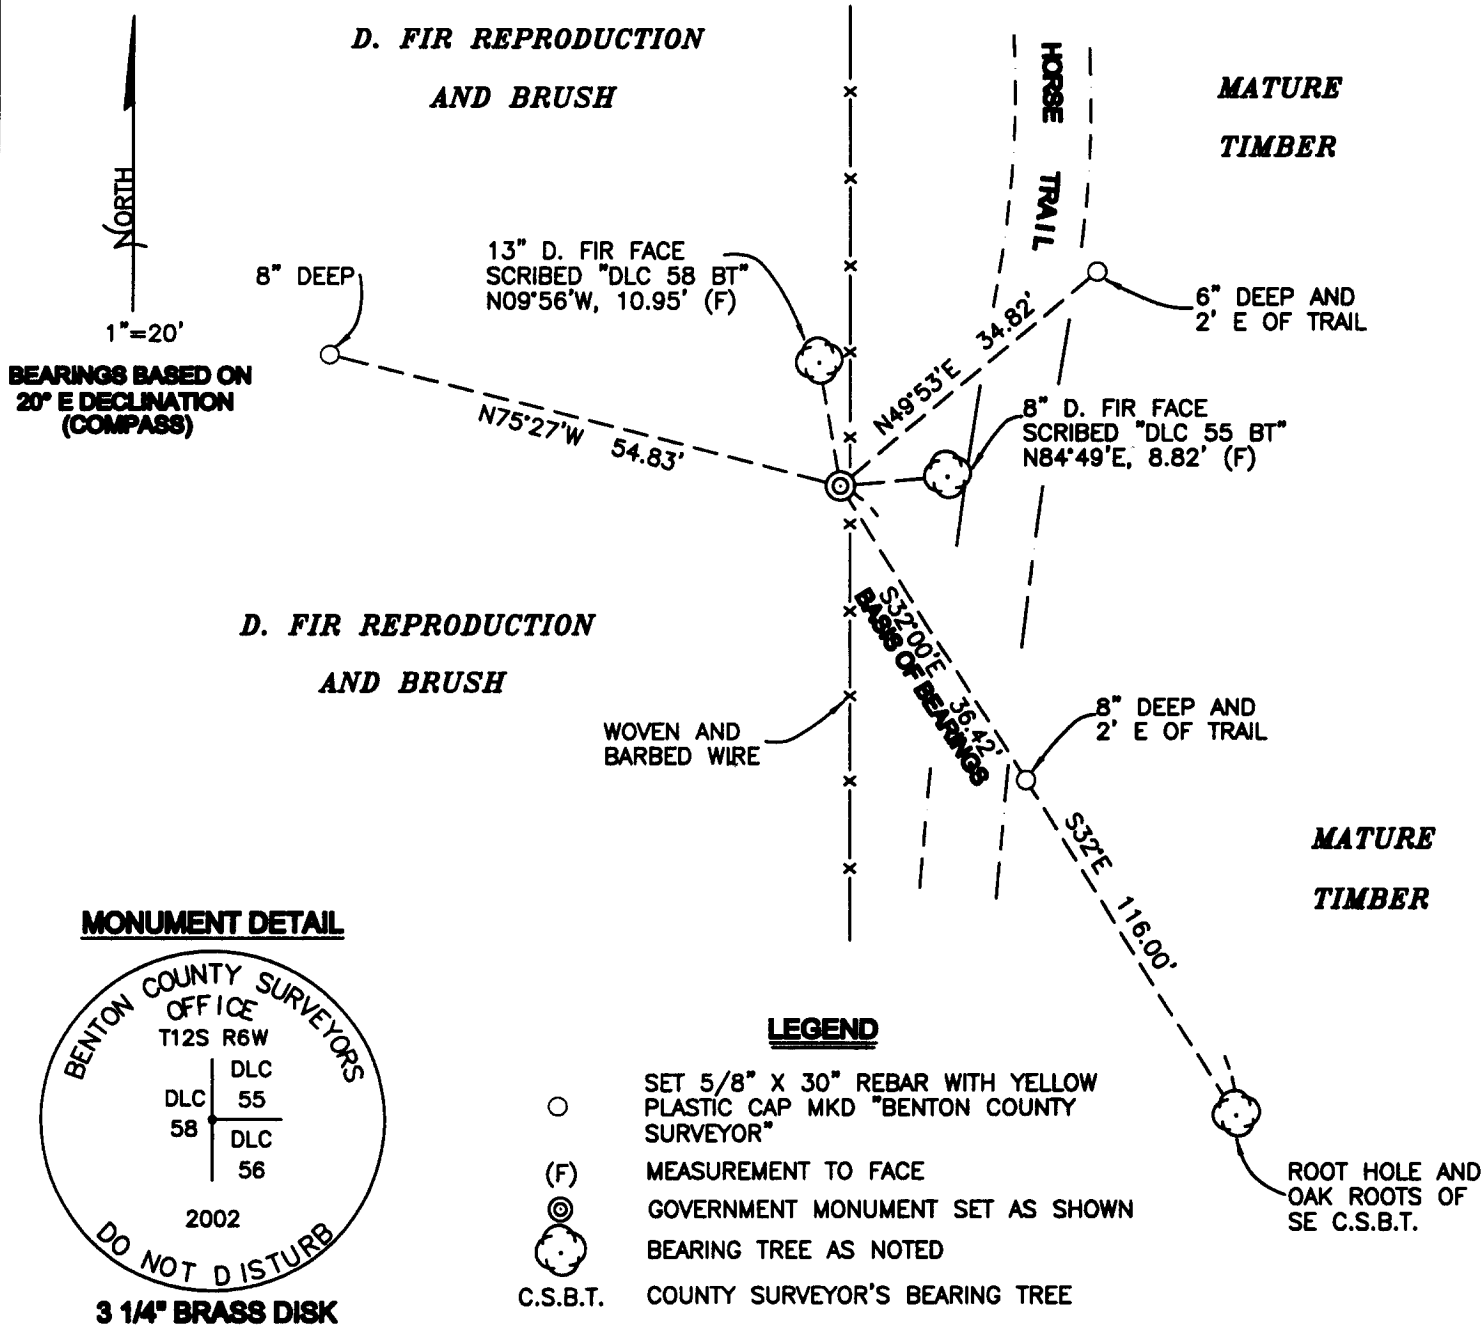 D. FIR REPRODUCTION
AND BRUSH
HORSE TRAIL
MATURE
TIMBER
NORTH
1"=20'
BEARINGS BASED ON
20° E DECLINATION
(COMPASS)
8" DEEP
13" D. FIR FACE
SCRIBED "DLC 58 BT"
N09°56'W, 10.95' (F)
6" DEEP AND
2' E OF TRAIL
N49°53'E 34.82'
N75°27'W 54.83'
8" D. FIR FACE
SCRIBED "DLC 55 BT"
N84°49'E, 8.82' (F)
D. FIR REPRODUCTION
AND BRUSH
S32°00'E 36.42'
BASIS OF BEARINGS
WOVEN AND
BARBED WIRE
8" DEEP AND
2' E OF TRAIL
S32°E 116.00'
MATURE
TIMBER
MONUMENT DETAIL
BENTON COUNTY SURVEYORS
OFFICE
T12S R6W
DLC
55
DLC
58
DLC
56
2002
DO NOT DISTURB
3 1/4" BRASS DISK
LEGEND
SET 5/8" X 30" REBAR WITH YELLOW
PLASTIC CAP MKD "BENTON COUNTY
SURVEYOR"
(F) MEASUREMENT TO FACE
GOVERNMENT MONUMENT SET AS SHOWN
BEARING TREE AS NOTED
C.S.B.T. COUNTY SURVEYOR'S BEARING TREE
ROOT HOLE AND
OAK ROOTS OF
SE C.S.B.T.